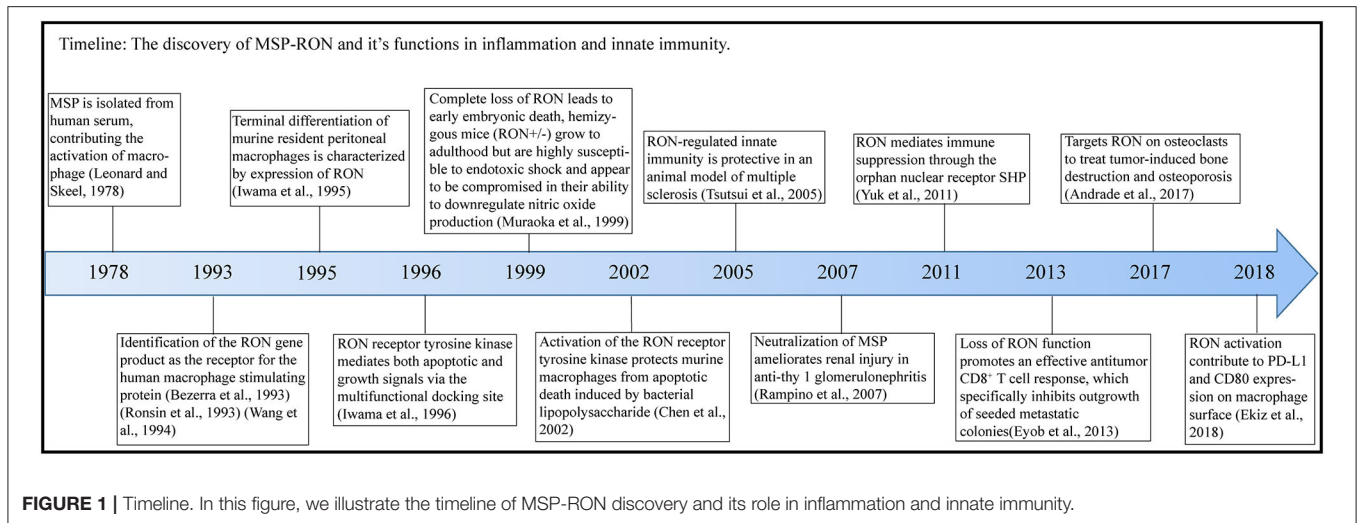 Timeline: The discovery of MSP-RON and it's functions in inflammation and innate immunity.
MSP is isolated from
human serum,
contributing the
activation of macro-
phage (Leonard and
Skeel, 1978)
Terminal differentiation of
murine resident peritoneal
macrophages is characterized
by expression of RON
(Iwama et al., 1995)
Complete loss of RON leads to
early embryonic death, hemizy-
gous mice (RON+/-) grow to
adulthood but are highly suscepti-
ble to endotoxic shock and appear
to be compromised in their ability
to downregulate nitric oxide
production (Muraoka et al., 1999)
RON-regulated innate
immunity is protective in an
animal model of multiple
sclerosis (Tsutsui et al., 2005)
RON mediates immune
suppression through the
orphan nuclear receptor SHP
(Yuk et al., 2011)
Targets RON on osteoclasts
to treat tumor-induced bone
destruction and osteoporosis
(Andrade et al., 2017)
1978 1993 1995 1996 1999 2002 2005 2007 2011 2013 2017 2018
Identification of the RON gene
product as the receptor for the
human macrophage stimulating
protein (Bezerra et al., 1993)
(Ronsin et al., 1993) (Wang et
al., 1994)
RON receptor tyrosine kinase
mediates both apoptotic and
growth signals via the
multifunctional docking site
(Iwama et al., 1996)
Activation of the RON receptor
tyrosine kinase protects murine
macrophages from apoptotic
death induced by bacterial
lipopolysaccharide (Chen et al.,
2002)
Neutralization of MSP
ameliorates renal injury in
anti-thy 1 glomerulonephritis
(Rampino et al., 2007)
Loss of RON function
promotes an effective antitumor
CD8⁺ T cell response, which
specifically inhibits outgrowth
of seeded metastatic
colonies(Eyob et al., 2013)
RON activation
contribute to PD-L1
and CD80 expres-
sion on macrophage
surface (Ekiz et al.,
2018)
FIGURE 1 | Timeline. In this figure, we illustrate the timeline of MSP-RON discovery and its role in inflammation and innate immunity.